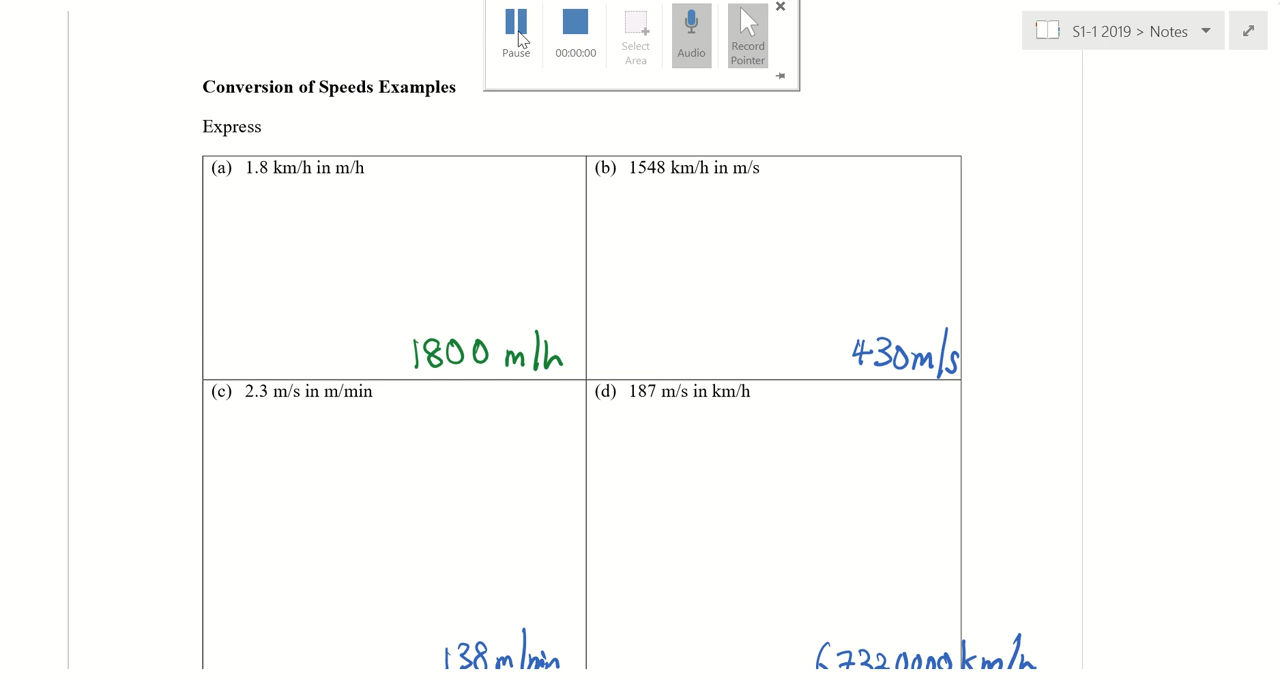 Pause
00:00:00
Select
Area
Audio
Record
Pointer
S1-1 2019 > Notes
Conversion of Speeds Examples
Express
(a) 1.8 km/h in m/h
1800 m/h
(b) 1548 km/h in m/s
430m/s
(c) 2.3 m/s in m/min
138 m/min
(d) 187 m/s in km/h
km/h